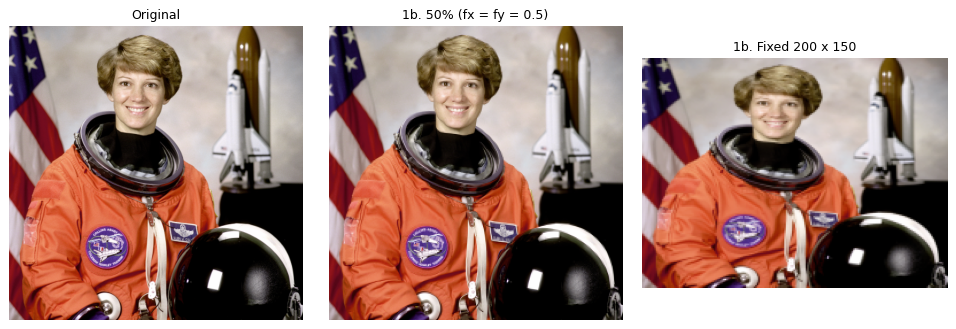 Original
1b. 50% (fx = fy = 0.5)
1b. Fixed 200 x 150